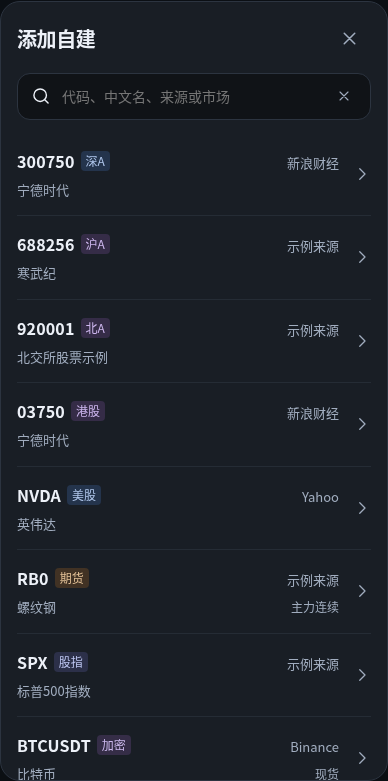 添加自建
代码、中文名、来源或市场
300750 深A 新浪财经
宁德时代
688256 沪A 示例来源
寒武纪
920001 北A 示例来源
北交所股票示例
03750 港股 新浪财经
宁德时代
NVDA 美股 Yahoo
英伟达
RB0 期货 示例来源
螺纹钢 主力连续
SPX 股指 示例来源
标普500指数
BTCUSDT 加密 Binance
比特币 现货